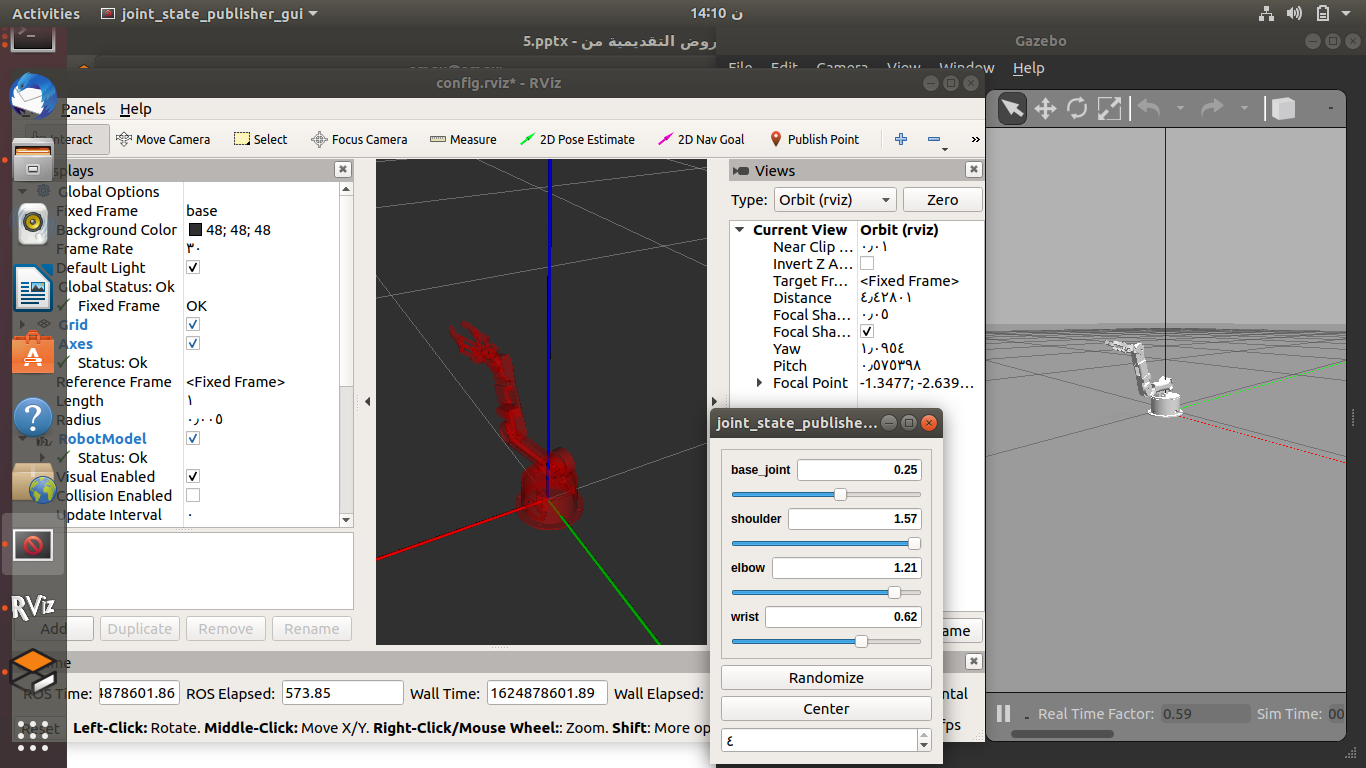 Activities
joint_state_publisher_gui
ن 14:10
5.pptx - روض التقديمية من
Gazebo
File Edit Camera View Window Help
config.rviz* - RViz
Panels Help
Interact Move Camera Select Focus Camera Measure 2D Pose Estimate 2D Nav Goal Publish Point »
plays
Global Options
Fixed Frame base
Background Color 48; 48; 48
Frame Rate ٣٠
Default Light
Global Status: Ok
Fixed Frame OK
Grid
Axes
Status: Ok
Reference Frame <Fixed Frame>
Length ١
Radius ٠٫٠٠٥
RobotModel
Status: Ok
Visual Enabled
Collision Enabled
Update Interval ٠
Add Duplicate Remove Rename
Views
Type: Orbit (rviz) Zero
Current View Orbit (rviz)
Near Clip ... ٠٫٠١
Invert Z A...
Target Fr... <Fixed Frame>
Distance ٤٫٤٢٨٠١
Focal Sha... ٠٫٠٥
Focal Sha...
Yaw ١٫٠٩٥٤
Pitch ٠٫٥٧٥٣٩٨
Focal Point -1.3477; -2.639...
ame
joint_state_publishe...
base_joint 0.25
shoulder 1.57
elbow 1.21
wrist 0.62
Randomize
Center
٤
me
ROS Time: 4878601.86 ROS Elapsed: 573.85 Wall Time: 1624878601.89 Wall Elapsed:
ntal
Reset Left-Click: Rotate. Middle-Click: Move X/Y. Right-Click/Mouse Wheel:: Zoom. Shift: More op
fps
RViz
Real Time Factor: 0.59 Sim Time: 00